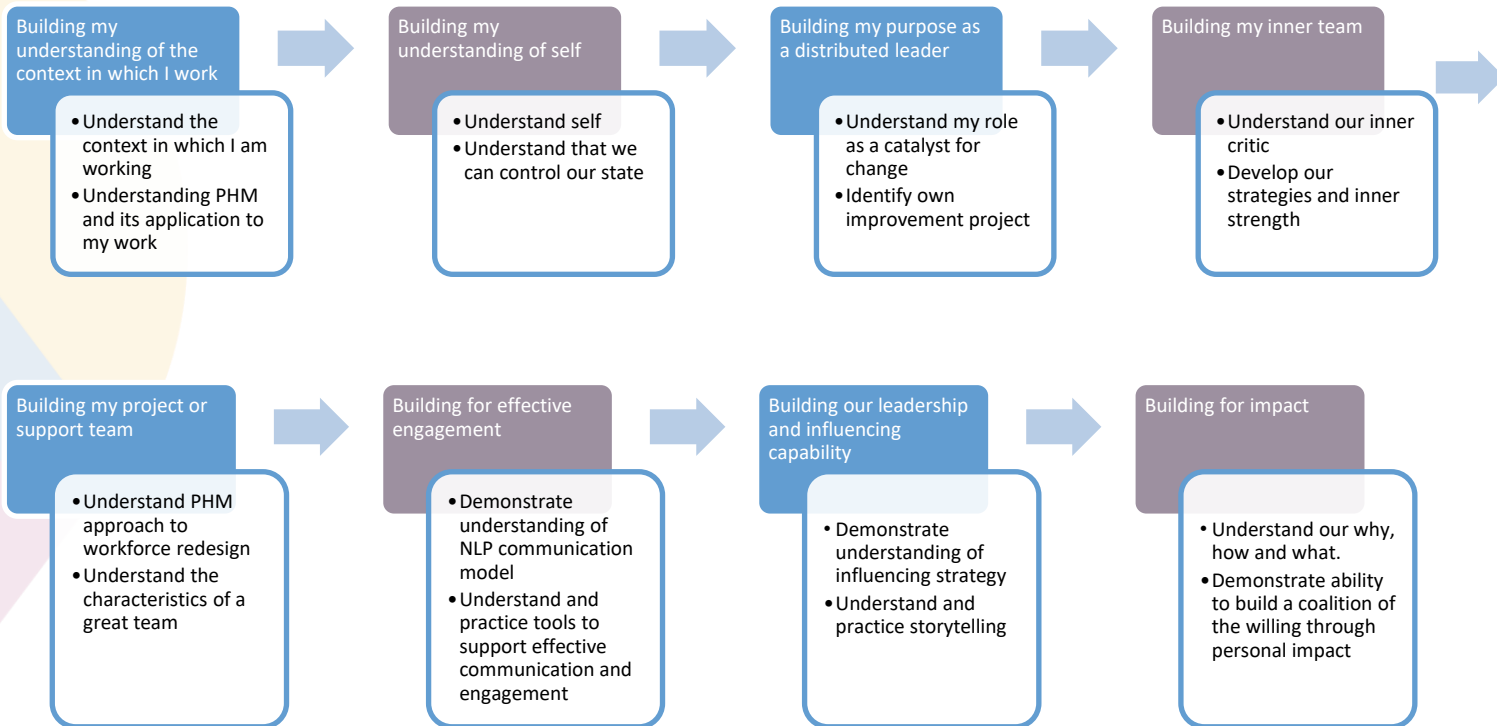 Building my
understanding of the
context in which I work
• Understand the
context in which I am
working
• Understanding PHM
and its application to
my work
Building my
understanding of self
• Understand self
• Understand that we
can control our state
Building my purpose as
a distributed leader
• Understand my role
as a catalyst for
change
• Identify own
improvement project
Building my inner team
• Understand our inner
critic
• Develop our
strategies and inner
strength
Building my project or
support team
• Understand PHM
approach to
workforce redesign
• Understand the
characteristics of a
great team
Building for effective
engagement
• Demonstrate
understanding of
NLP communication
model
• Understand and
practice tools to
support effective
communication and
engagement
Building our leadership
and influencing
capability
• Demonstrate
understanding of
influencing strategy
• Understand and
practice storytelling
Building for impact
• Understand our why,
how and what.
• Demonstrate ability
to build a coalition of
the willing through
personal impact